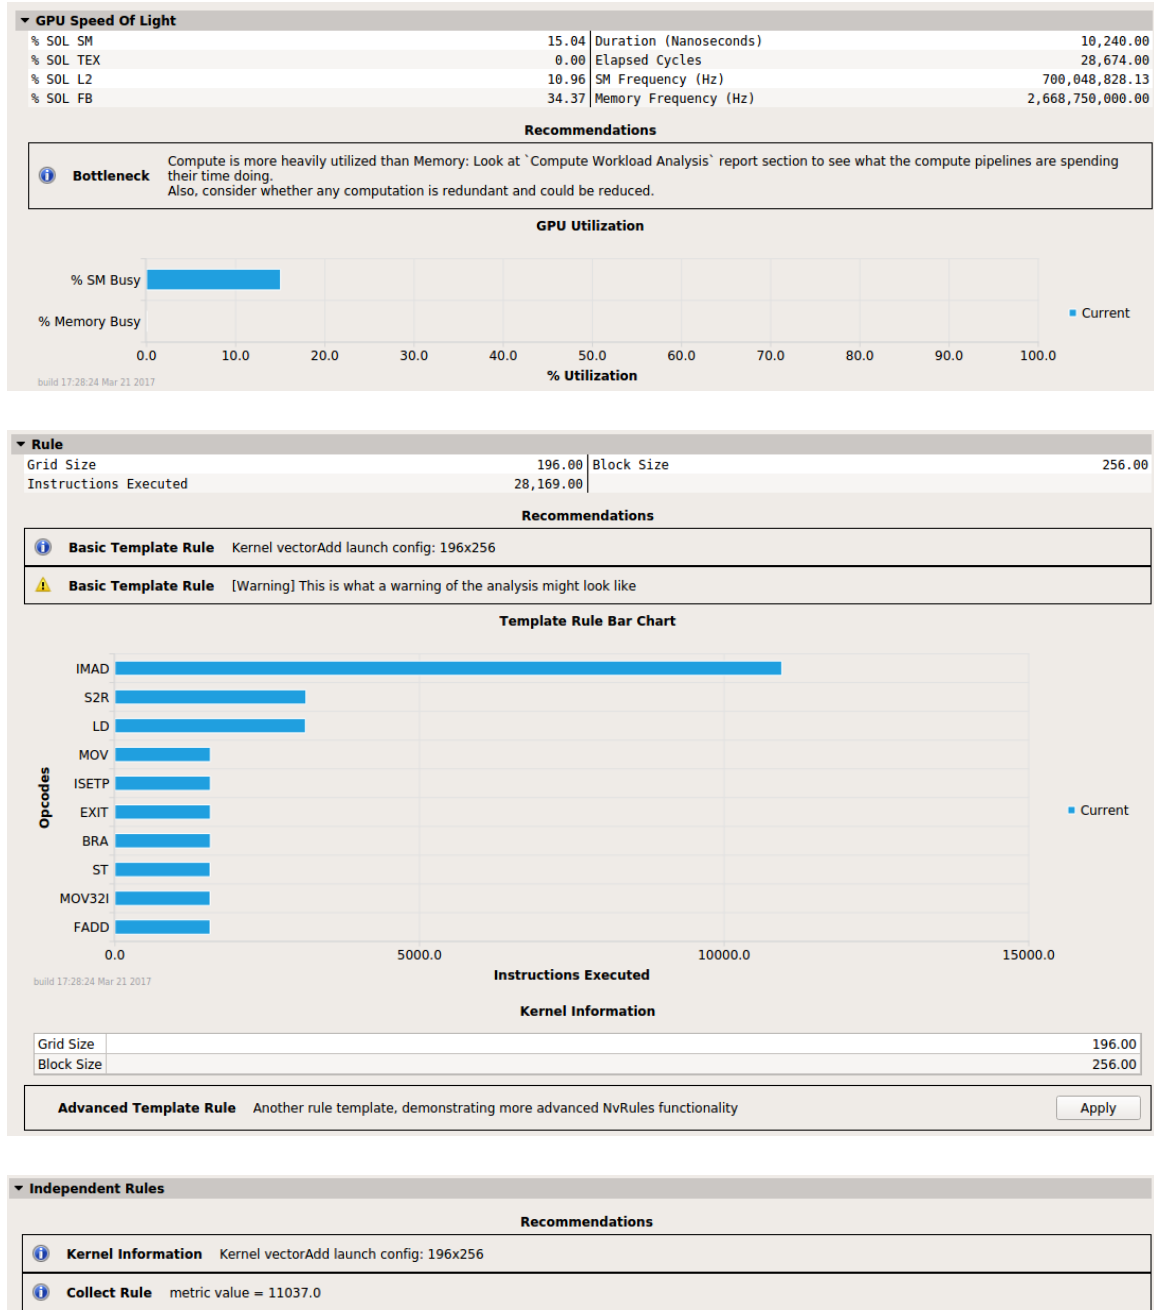 GPU Speed Of Light
% SOL SM 15.04 Duration (Nanoseconds) 10,240.00
% SOL TEX 0.00 Elapsed Cycles 28,674.00
% SOL L2 10.96 SM Frequency (Hz) 700,048,828.13
% SOL FB 34.37 Memory Frequency (Hz) 2,668,750,000.00
Recommendations
Bottleneck
Compute is more heavily utilized than Memory: Look at `Compute Workload Analysis` report section to see what the compute pipelines are spending
their time doing.
Also, consider whether any computation is redundant and could be reduced.
GPU Utilization
% SM Busy
% Memory Busy
Current
0.0 10.0 20.0 30.0 40.0 50.0 60.0 70.0 80.0 90.0 100.0
% Utilization
build 17:28:24 Mar 21 2017
Rule
Grid Size 196.00 Block Size 256.00
Instructions Executed 28,169.00
Recommendations
Basic Template Rule Kernel vectorAdd launch config: 196x256
Basic Template Rule [Warning] This is what a warning of the analysis might look like
Template Rule Bar Chart
Opcodes
IMAD
S2R
LD
MOV
ISETP
EXIT
BRA
ST
MOV32I
FADD
Current
0.0 5000.0 10000.0 15000.0
Instructions Executed
build 17:28:24 Mar 21 2017
Kernel Information
Grid Size 196.00
Block Size 256.00
Advanced Template Rule Another rule template, demonstrating more advanced NvRules functionality Apply
Independent Rules
Recommendations
Kernel Information Kernel vectorAdd launch config: 196x256
Collect Rule metric value = 11037.0